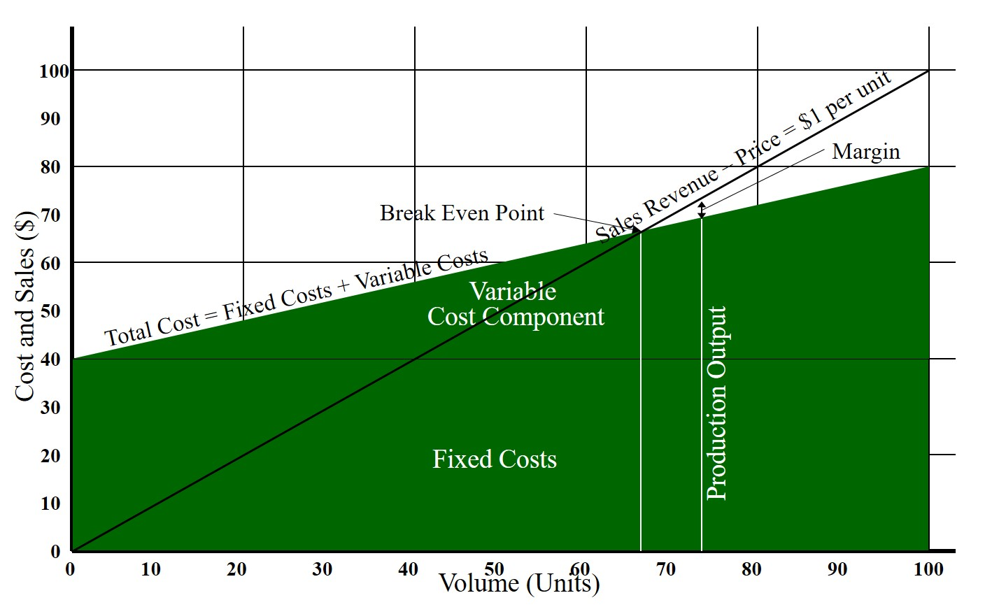 100
90
80
70
60
50
40
30
20
10
0
Cost and Sales ($)
Sales Revenue – Price = $1 per unit
Margin
Break Even Point
Total Cost = Fixed Costs + Variable Costs
Variable
Cost Component
Fixed Costs
Production Output
0 10 20 30 40 50 60 70 80 90 100
Volume (Units)